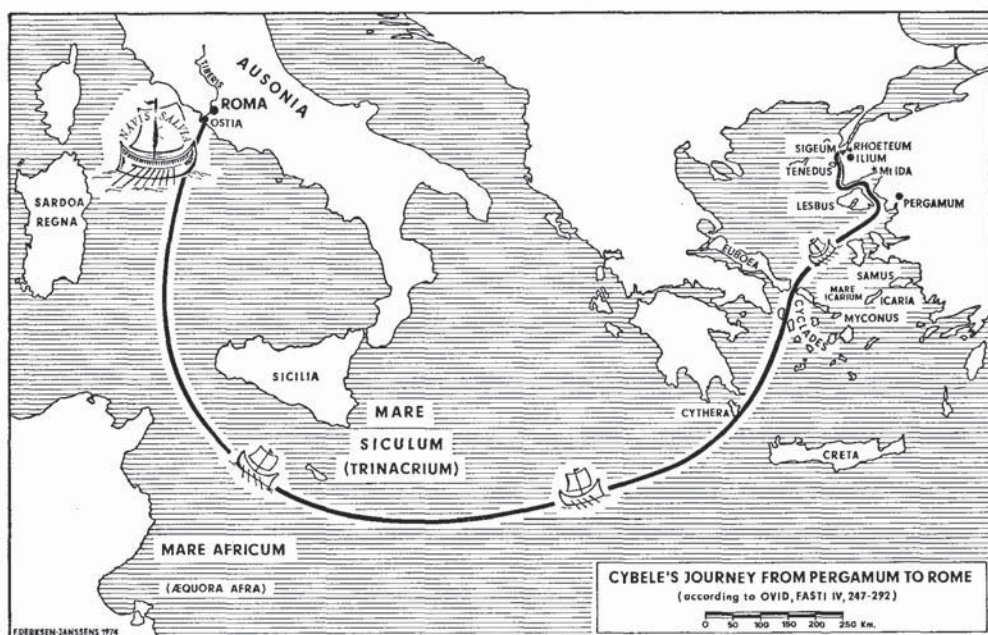 TIBERIS
AUSONIA
ROMA
OSTIA
NAVIS SALVIA
SARDOA
REGNA
SICILIA
MARE
SICULUM
(TRINACRIUM)
MARE AFRICUM
(ÆQUORA AFRA)
SIGEUM
RHOETEUM
ILIUM
TENEDUS
Mt IDA
LESBUS
PERGAMUM
EUBOEA
SAMUS
MARE
ICARIUM
ICARIA
MYCONUS
CYCLADES
CYTHERA
CRETA
CYBELE'S JOURNEY FROM PERGAMUM TO ROME
(according to OVID, FASTI IV, 247-292)
0 50 100 150 200 250 Km.
F.DERKSEN-JANSSENS 1974